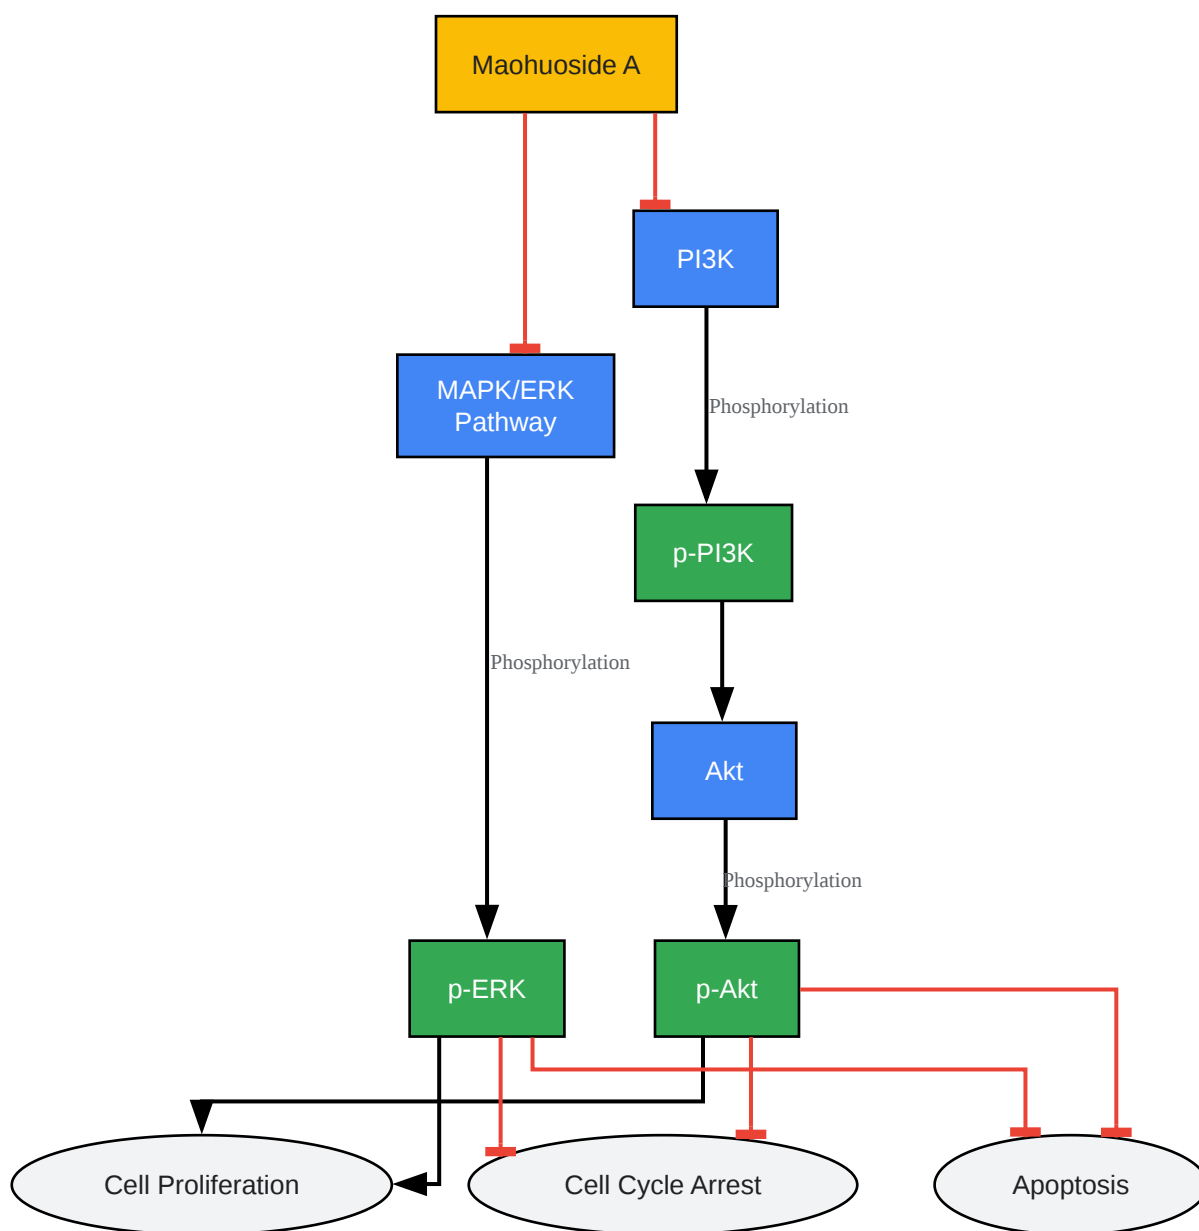 Maohuoside A
PI3K
MAPK/ERK
Pathway
Phosphorylation
p-PI3K
Phosphorylation
Akt
Phosphorylation
p-ERK
p-Akt
Cell Proliferation
Cell Cycle Arrest
Apoptosis